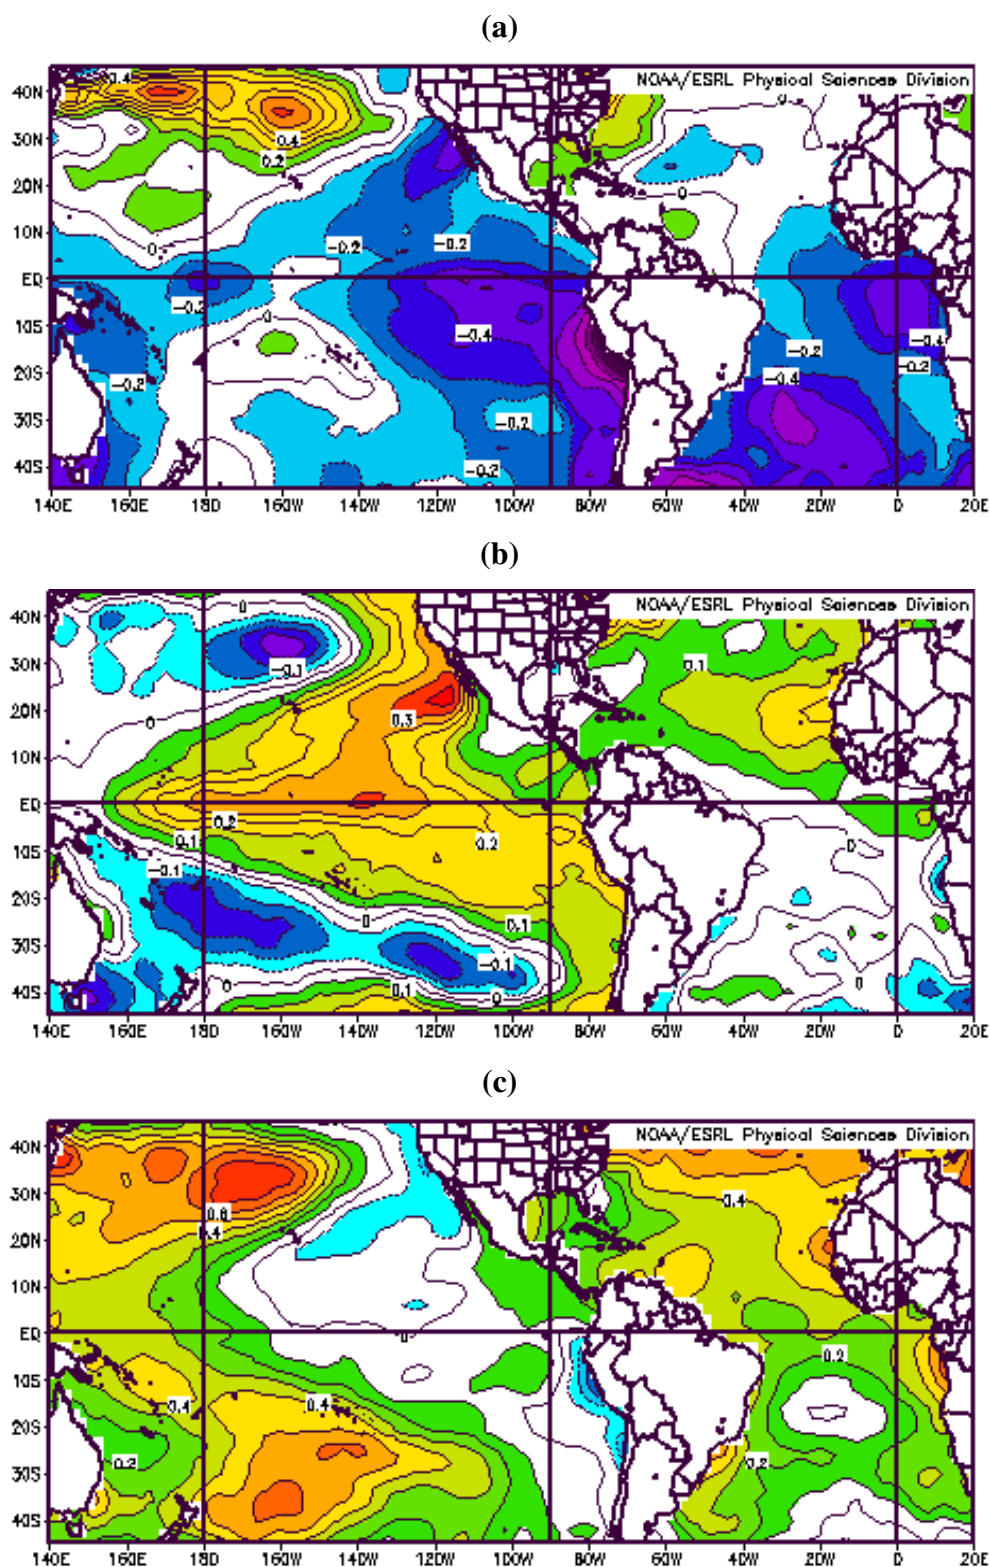 (a)
0.4 NOAA/ESRL Physical Sciences Division
40N 0
30N 0.4
0.2
20N 0
10N
0 -0.2 -0.2
EQ
-0.2
0
10S -0.4 -0.4
-0.2
20S -0.2 -0.2 -0.4
30S -0.2
40S -0.2
140E 160E 180 160W 140W 120W 100W 80W 60W 40W 20W 0 20E
(b)
0 NOAA/ESRL Physical Sciences Division
40N
30N -0.1 0.1
20N 0 0.3
10N
EQ
0.2
0.1 0.2 0
10S
-0.1
20S 0 0.1
30S -0.1
40S 0 0.1 0 0
140E 160E 180 160W 140W 120W 100W 80W 60W 40W 20W 0 20E
(c)
NOAA/ESRL Physical Sciences Division
40N
30N 0.4
20N 0.4
10N
EQ 0
0.2
10S
0.4 0.4
20S
0.2 0.2
30S
40S
140E 160E 180 160W 140W 120W 100W 80W 60W 40W 20W 0 20E